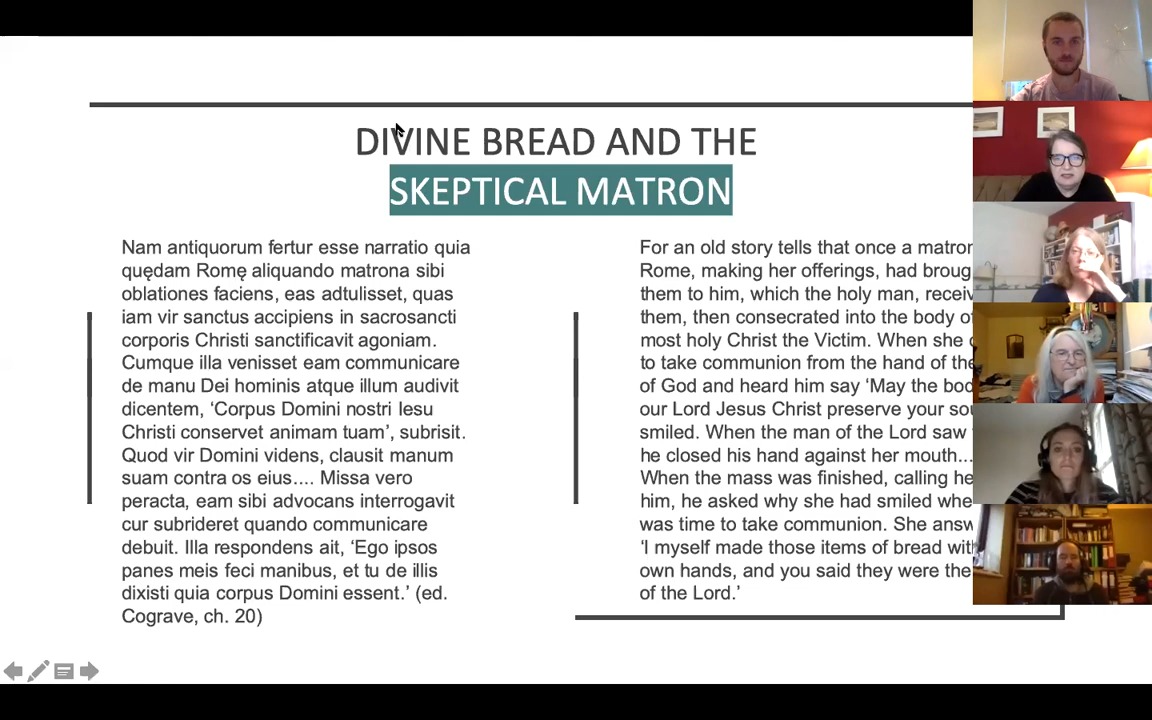 DIVINE BREAD AND THE
SKEPTICAL MATRON
Nam antiquorum fertur esse narratio quia
quędam Romę aliquando matrona sibi
oblationes faciens, eas adtulisset, quas
iam vir sanctus accipiens in sacrosancti
corporis Christi sanctificavit agoniam.
Cumque illa venisset eam communicare
de manu Dei hominis atque illum audivit
dicentem, ‘Corpus Domini nostri Iesu
Christi conservet animam tuam’, subrisit.
Quod vir Domini videns, clausit manum
suam contra os eius.... Missa vero
peracta, eam sibi advocans interrogavit
cur subrideret quando communicare
debuit. Illa respondens ait, ‘Ego ipsos
panes meis feci manibus, et tu de illis
dixisti quia corpus Domini essent.’ (ed.
Cograve, ch. 20)
For an old story tells that once a matron
Rome, making her offerings, had
them to him, which the holy man,
them, then consecrated into the body
most holy Christ the Victim. When she
to take communion from the hand of the
of God and heard him say ‘May the
our Lord Jesus Christ preserve your
smiled. When the man of the Lord saw
he closed his hand against her mouth...
When the mass was finished, calling
him, he asked why she had smiled
was time to take communion. She
‘I myself made those items of bread
own hands, and you said they were the
of the Lord.’